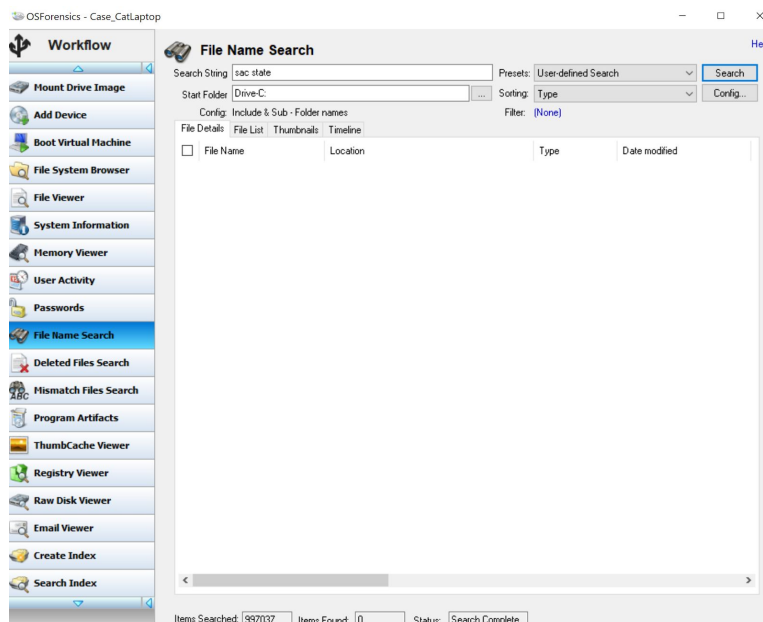 OSForensics - Case_CatLaptop
Workflow
File Name Search
He
Search String sac state Presets: User-defined Search Search
Start Folder Drive-C: ... Sorting: Type Config...
Config: Include & Sub - Folder names Filter: (None)
File Details File List Thumbnails Timeline
File Name Location Type Date modified
Mount Drive Image
Add Device
Boot Virtual Machine
File System Browser
File Viewer
System Information
Memory Viewer
User Activity
Passwords
File Name Search
Deleted Files Search
Mismatch Files Search
Program Artifacts
ThumbCache Viewer
Registry Viewer
Raw Disk Viewer
Email Viewer
Create Index
Search Index
Items Searched: 997037 Items Found: 0 Status: Search Complete